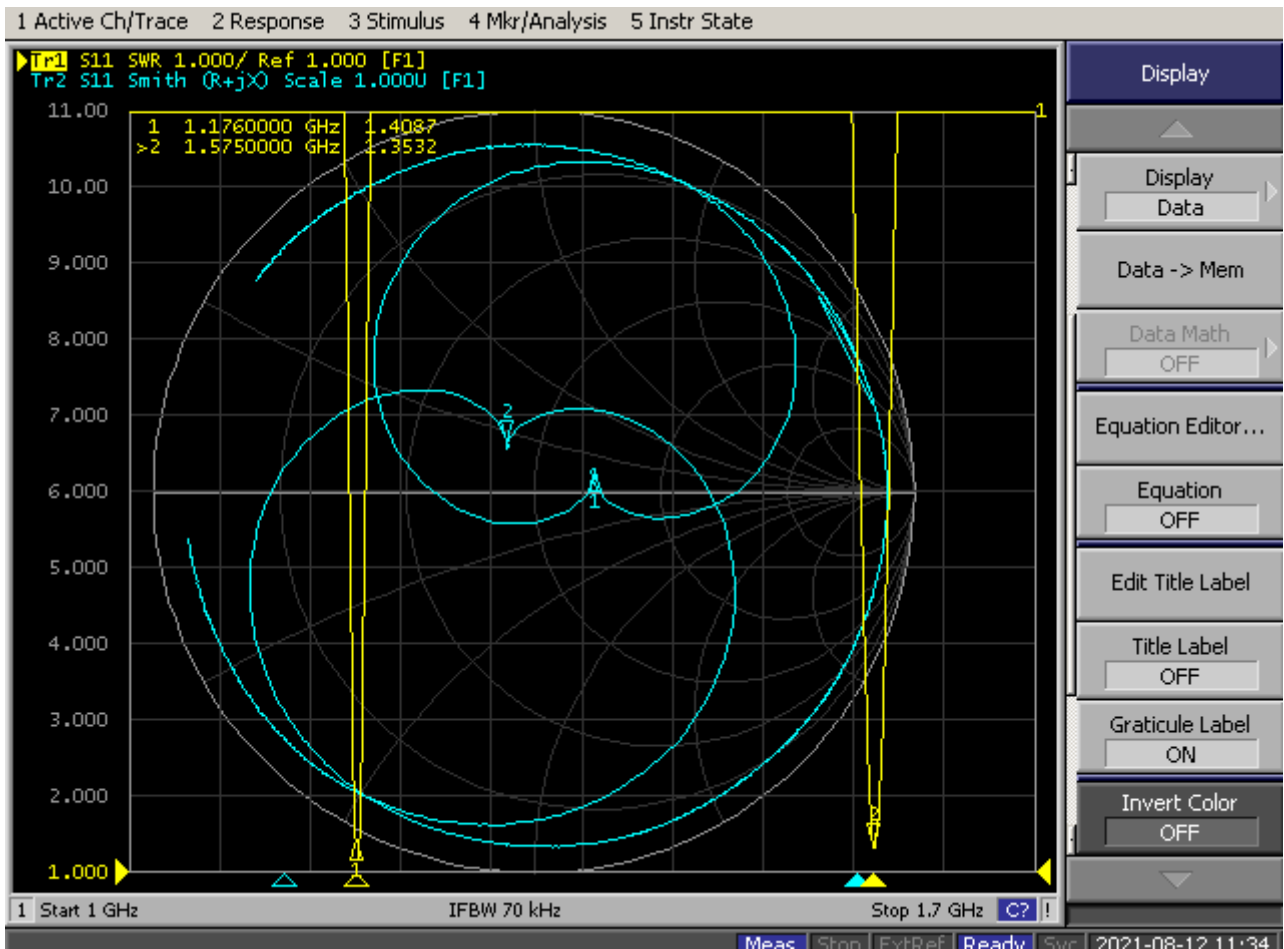 1 Active Ch/Trace 2 Response 3 Stimulus 4 Mkr/Analysis 5 Instr State
Tr1 S11 SWR 1.000/ Ref 1.000 [F1]
Tr2 S11 Smith (R+jX) Scale 1.000U [F1]
11.00
1 1.1760000 GHz 1.4087
>2 1.5750000 GHz 1.3532
1
10.00
9.000
8.000
7.000
2
6.000
1
5.000
4.000
3.000
2.000
2
1.000
1
1 Start 1 GHz IFBW 70 kHz Stop 1.7 GHz C? !
Display
Display
Data
Data -> Mem
Data Math
OFF
Equation Editor...
Equation
OFF
Edit Title Label
Title Label
OFF
Graticule Label
ON
Invert Color
OFF
Meas Stop ExtRef Ready Svc 2021-08-12 11:34